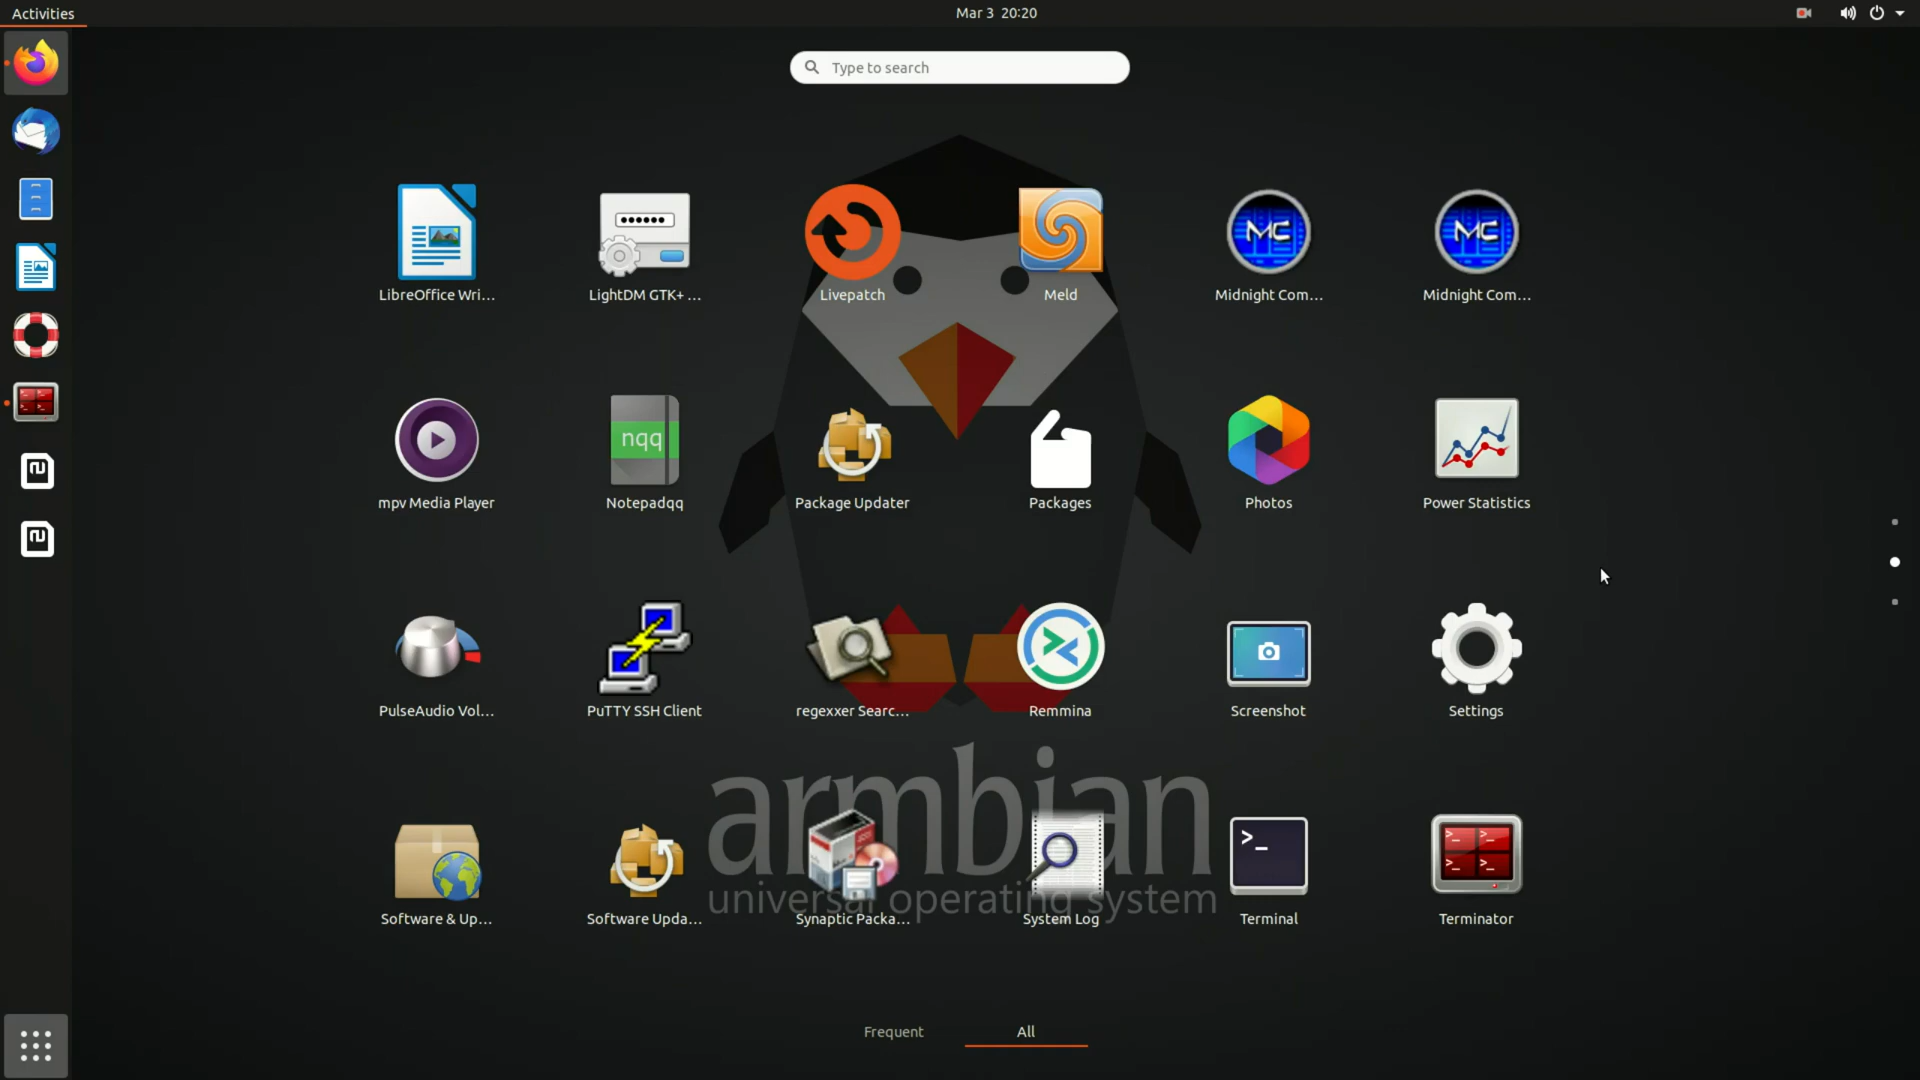 Activities
Mar 3 20:20
Type to search
LibreOffice Wri...
LightDM GTK+ ...
Livepatch
Meld
Midnight Com...
Midnight Com...
nqq
mpv Media Player
Notepadqq
Package Updater
Packages
Photos
Power Statistics
PulseAudio Vol...
PuTTY SSH Client
regexxer Searc...
Remmina
Screenshot
Settings
armbian
universal operating system
Software & Up...
Software Upda...
Synaptic Packa...
System Log
Terminal
Terminator
Frequent
All